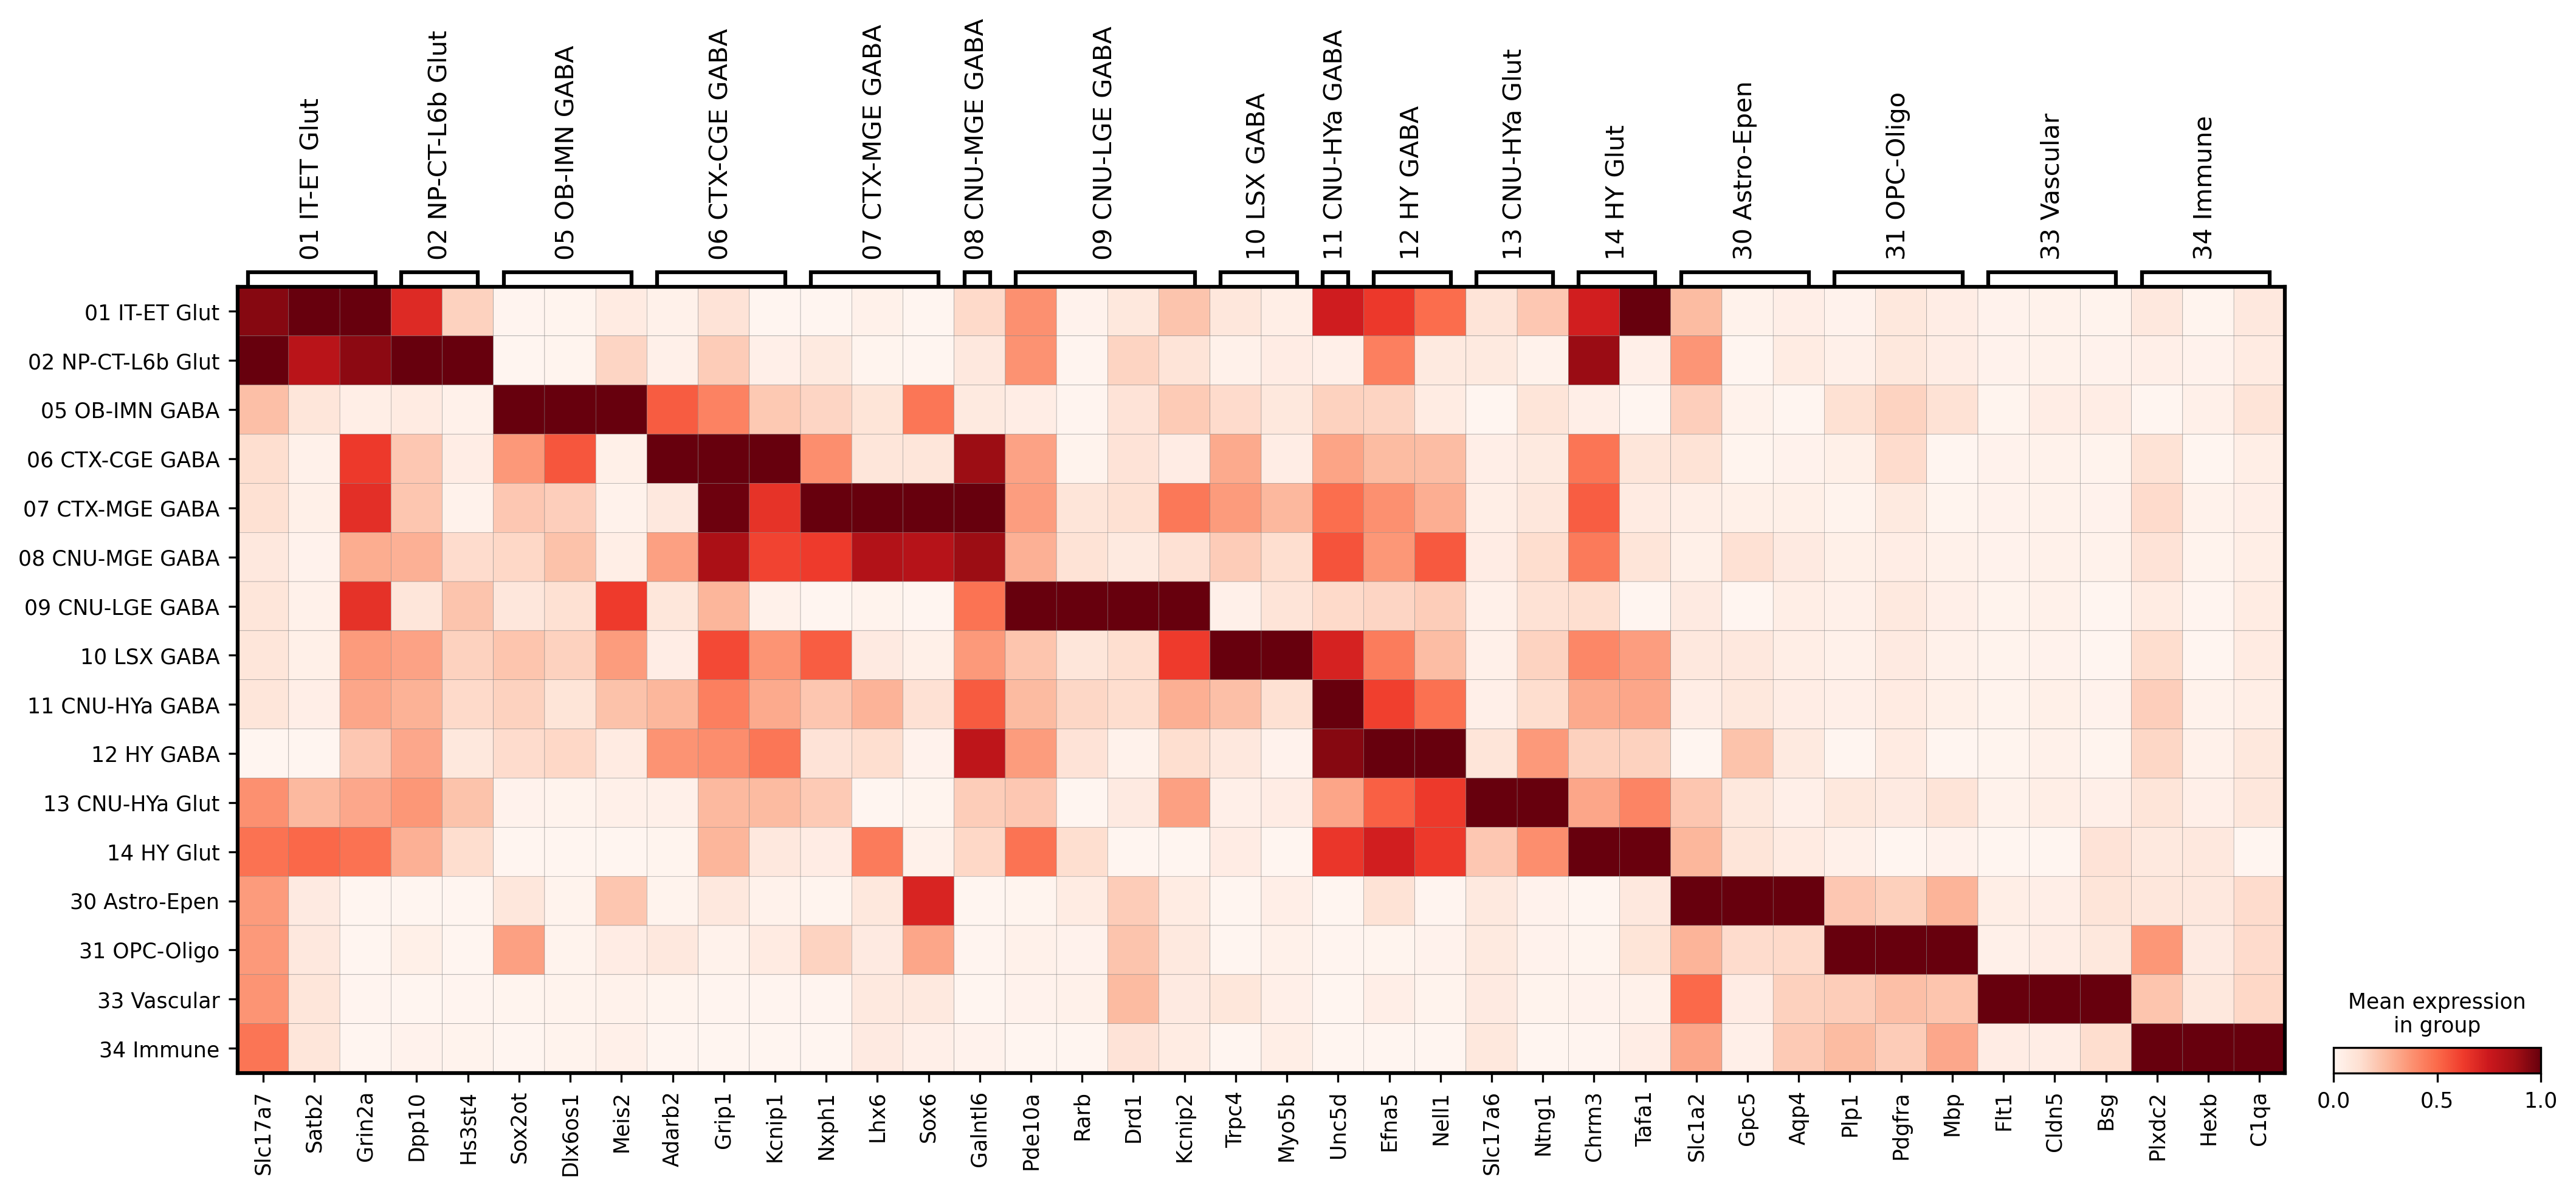 01 IT-ET Glut
02 NP-CT-L6b Glut
05 OB-IMN GABA
06 CTX-CGE GABA
07 CTX-MGE GABA
08 CNU-MGE GABA
09 CNU-LGE GABA
10 LSX GABA
11 CNU-HYa GABA
12 HY GABA
13 CNU-HYa Glut
14 HY Glut
30 Astro-Epen
31 OPC-Oligo
33 Vascular
34 Immune
01 IT-ET Glut
02 NP-CT-L6b Glut
05 OB-IMN GABA
06 CTX-CGE GABA
07 CTX-MGE GABA
08 CNU-MGE GABA
09 CNU-LGE GABA
10 LSX GABA
11 CNU-HYa GABA
12 HY GABA
13 CNU-HYa Glut
14 HY Glut
30 Astro-Epen
31 OPC-Oligo
33 Vascular
34 Immune
Slc17a7
Satb2
Grin2a
Dpp10
Hs3st4
Sox2ot
Dlx6os1
Meis2
Adarb2
Grip1
Kcnip1
Nxph1
Lhx6
Sox6
Galntl6
Pde10a
Rarb
Drd1
Kcnip2
Trpc4
Myo5b
Unc5d
Efna5
Nell1
Slc17a6
Ntng1
Chrm3
Tafa1
Slc1a2
Gpc5
Aqp4
Plp1
Pdgfra
Mbp
Flt1
Cldn5
Bsg
Plxdc2
Hexb
C1qa
Mean expression
in group
0.0 0.5 1.0